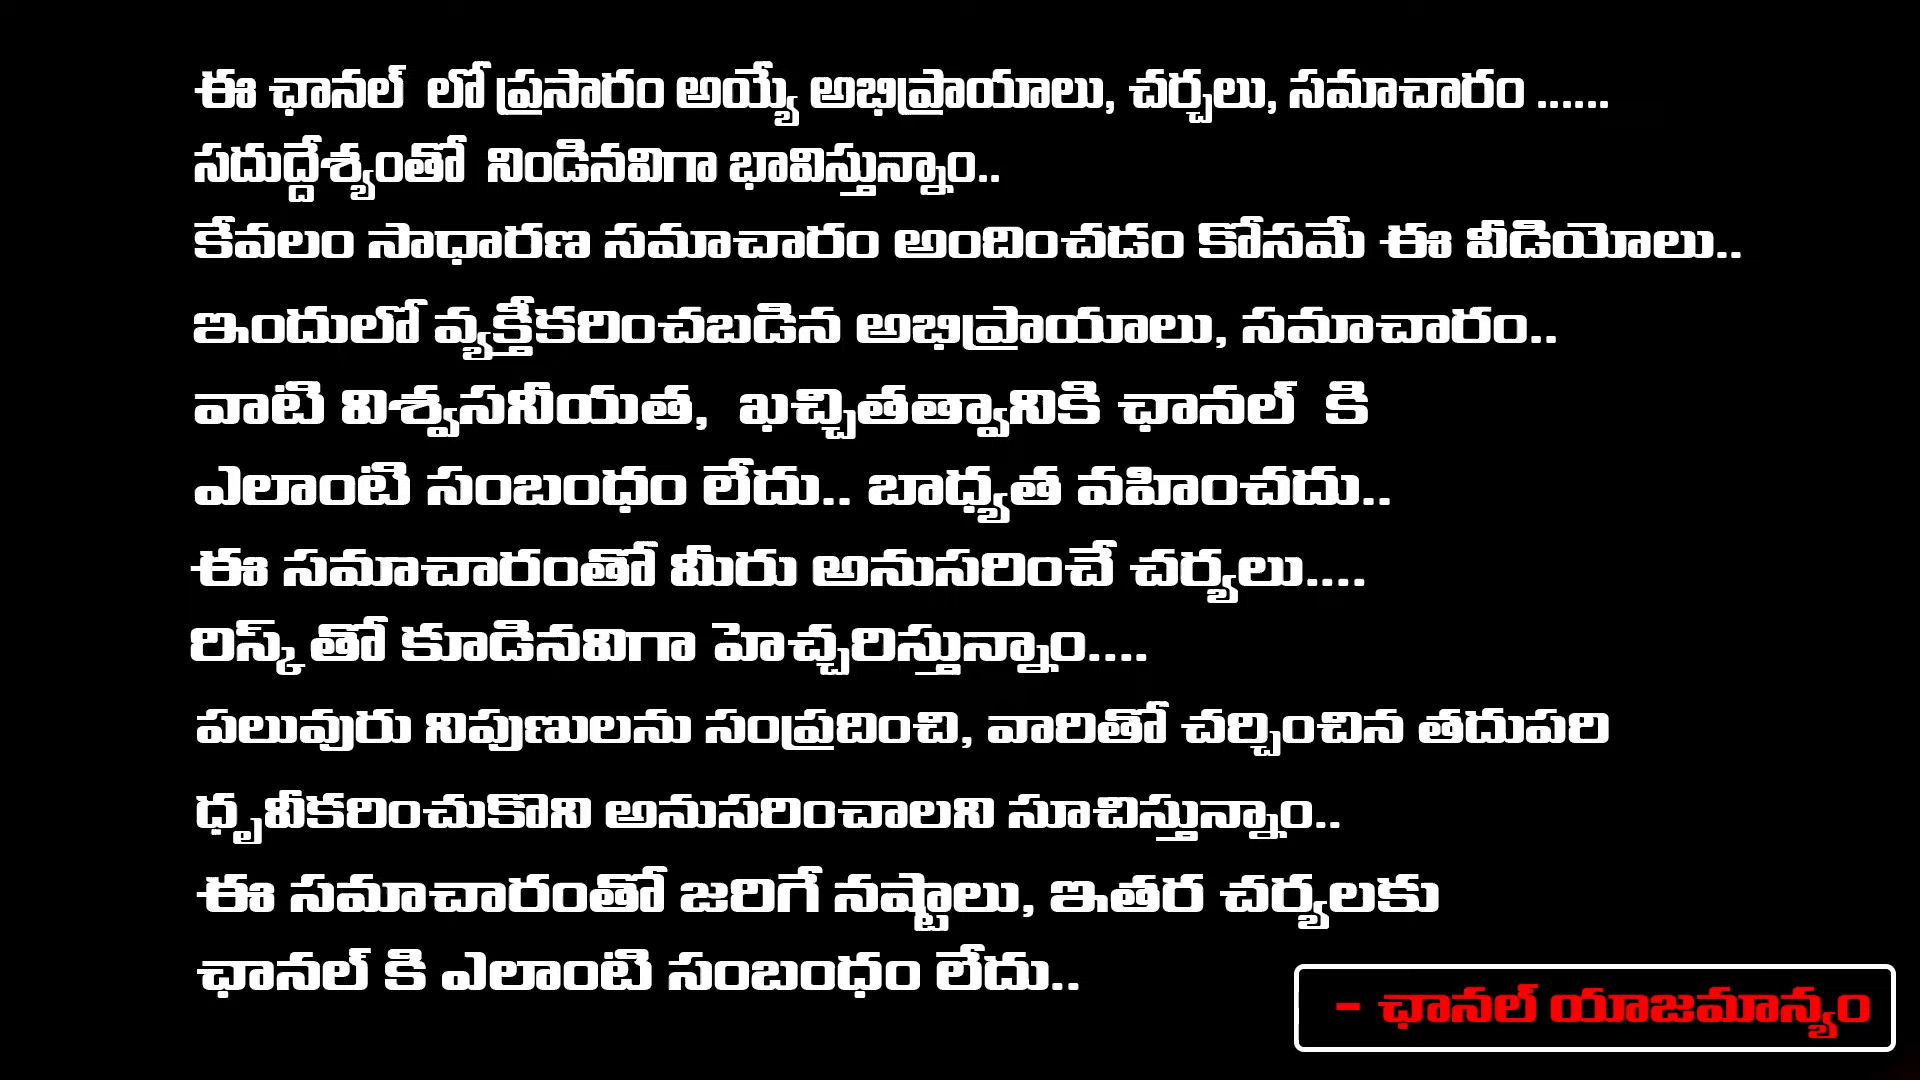 ఈ ఛానల్ లో ప్రసారం అయ్యే అభిప్రాయాలు, చర్చలు, సమాచారం ......
సదుద్దేశ్యంతో నిండినవిగా భావిస్తున్నాం..
కేవలం సాధారణ సమాచారం అందించడం కోసమే ఈ వీడియోలు..
ఇందులో వ్యక్తీకరించబడిన అభిప్రాయాలు, సమాచారం..
వాటి విశ్వసనీయత, ఖచ్చితత్వానికి ఛానల్ కి
ఎలాంటి సంబంధం లేదు.. బాధ్యత వహించదు..
ఈ సమాచారంతో మీరు అనుసరించే చర్యలు....
రిస్క్ తో కూడినవిగా హెచ్చరిస్తున్నాం....
పలువురు నిపుణులను సంప్రదించి, వారితో చర్చించిన తదుపరి
ధృవీకరించుకొని అనుసరించాలని సూచిస్తున్నాం..
ఈ సమాచారంతో జరిగే నష్టాలు, ఇతర చర్యలకు
ఛానల్ కి ఎలాంటి సంబంధం లేదు..
- ఛానల్ యాజమాన్యం